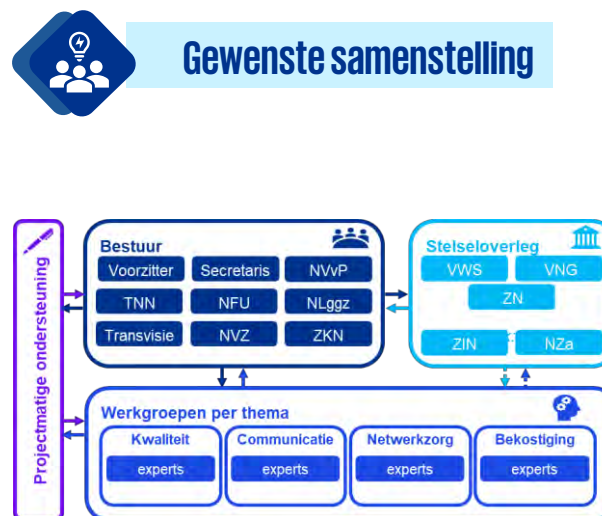 Gewenste samenstelling
Projectmatige ondersteuning
Bestuur
Voorzitter
Secretaris
NVvP
TNN
NFU
NLggz
Transvisie
NVZ
ZKN
Stelseloverleg
VWS
VNG
ZN
ZIN
NZa
Werkgroepen per thema
Kwaliteit
Communicatie
Netwerkzorg
Bekostiging
experts
experts
experts
experts